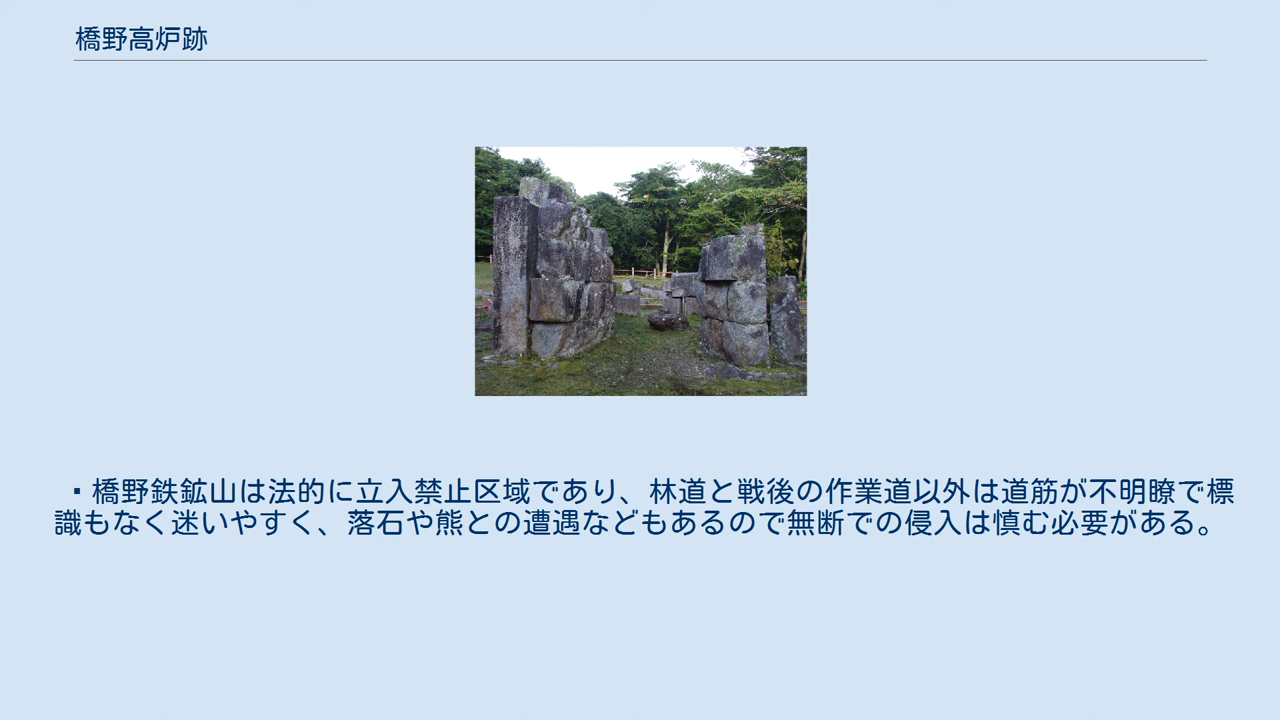 橋野高炉跡
▪橋野鉄鉱山は法的に立入禁止区域であり、林道と戦後の作業道以外は道筋が不明瞭で標
識もなく迷いやすく、落石や熊との遭遇などもあるので無断での侵入は慎む必要がある。